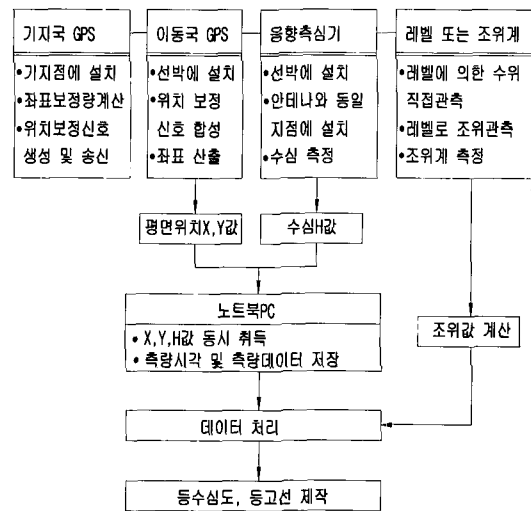 기지국 GPS
•기지점에 설치
•좌표보정량계산
•위치보정신호
생성 및 송신
이동국 GPS
•선박에 설치
•위치 보정
신호 합성
•좌표 산출
음향측심기
•선박에 설치
•안테나와 동일
지점에 설치
•수심 측정
레벨 또는 조위계
•레벨에 의한 수위
직접관측
•레벨로 조위관측
•조위계 측정
평면위치X,Y값
수심H값
노트북PC
• X,Y,H값 동시 취득
• 측량시각 및 측량데이터 저장
조위값 계산
데이터 처리
등수심도, 등고선 제작